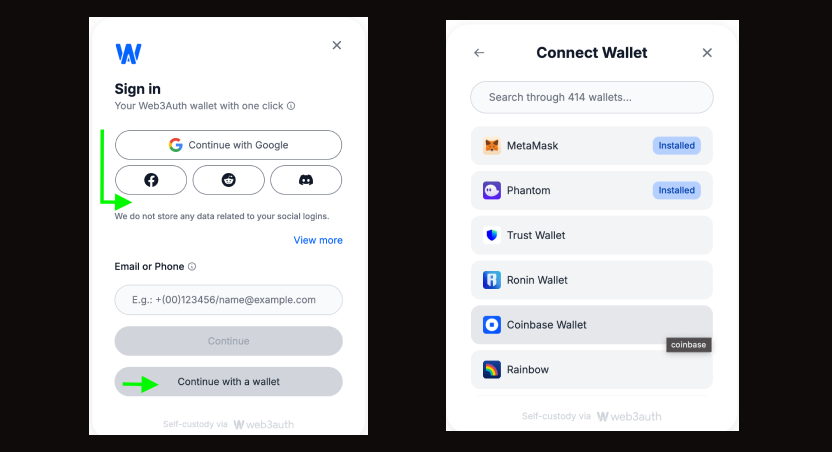 Sign in
Your Web3Auth wallet with one click
Continue with Google
We do not store any data related to your social logins.
View more
Email or Phone
E.g.: +(00)123456/name@example.com
Continue
Continue with a wallet
Self-custody via web3auth
Connect Wallet
Search through 414 wallets...
MetaMask Installed
Phantom Installed
Trust Wallet
Ronin Wallet
Coinbase Wallet
coinbase
Rainbow
Self-custody via web3auth